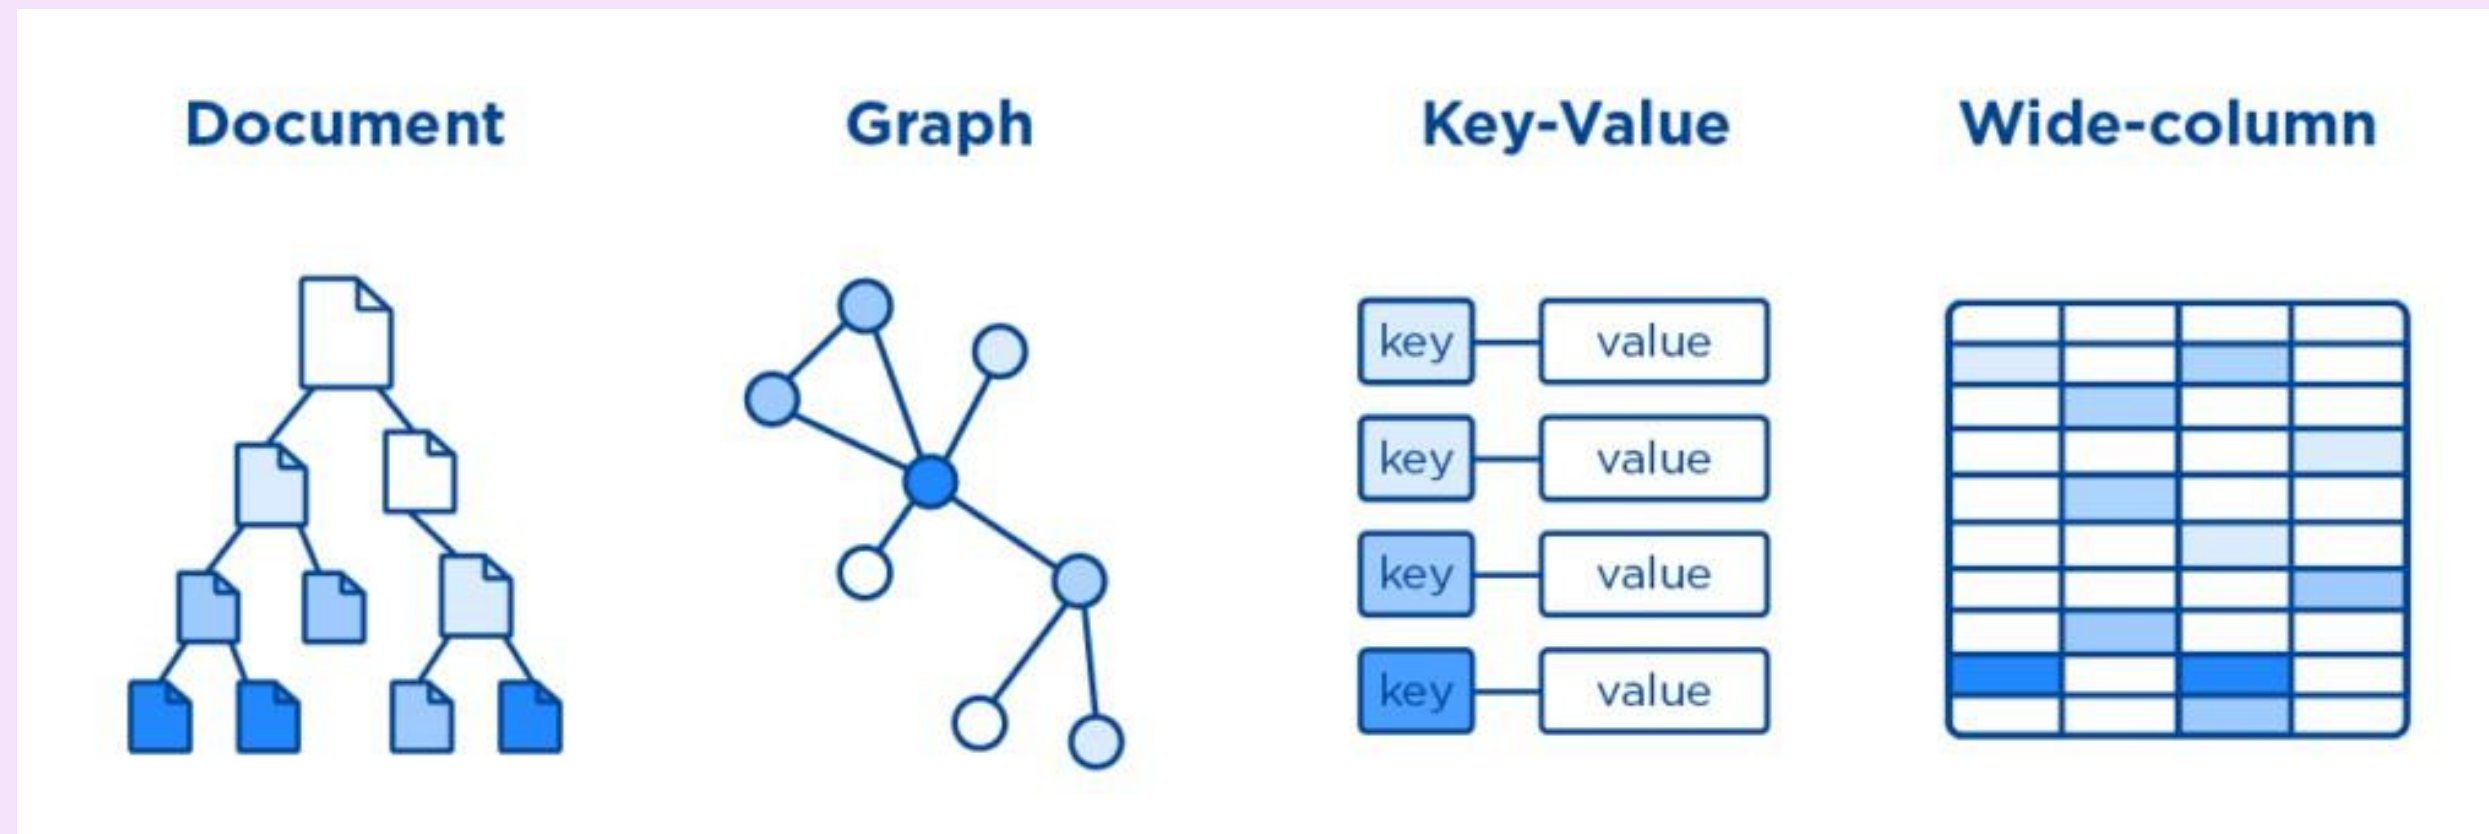 Document
Graph
Key-Value
Wide-column
key value
key value
key value
key value